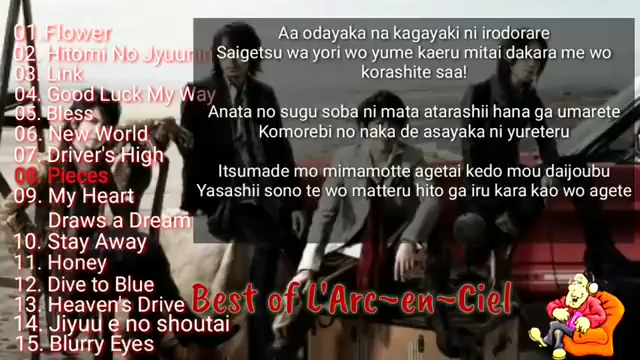 01.Flower
02. Hitomi No Jyuunin
03. Link
04. Good Luck My Way
05. Bless
06. New World
07. Driver's High
08. Pieces
09. My Heart
Draws a Dream
10. Stay Away
11. Honey
12. Dive to Blue
13. Heaven's Drive
14. Jiyuu e no shoutai
15. Blurry Eyes
Aa odayaka na kagayaki ni irodorare
Saigetsu wa yori wo yume kaeru mitai dakara me wo
korashite saa!
Anata no sugu soba ni mata atarashii hana ga umarete
Komorebi no naka de asayaka ni yureteru
Itsumade mo mimamotte agetai kedo mou daijoubu
Yasashii sono te wo matteru hito ga iru kara kao wo agete
Best of L'Arc~en~Ciel